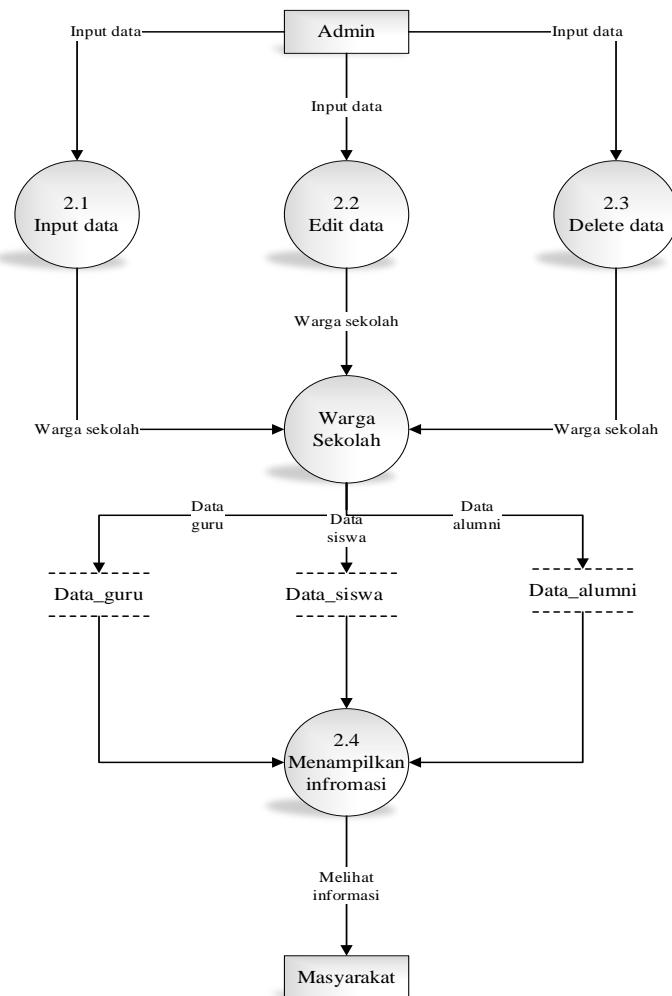 Input data
Admin
Input data
Input data
2.1
Input data
2.2
Edit data
2.3
Delete data
Warga sekolah
Warga sekolah
Warga
Sekolah
Warga sekolah
Data
guru
Data
siswa
Data
alumni
Data_guru
Data_siswa
Data_alumni
2.4
Menampilkan
infromasi
Melihat
informasi
Masyarakat